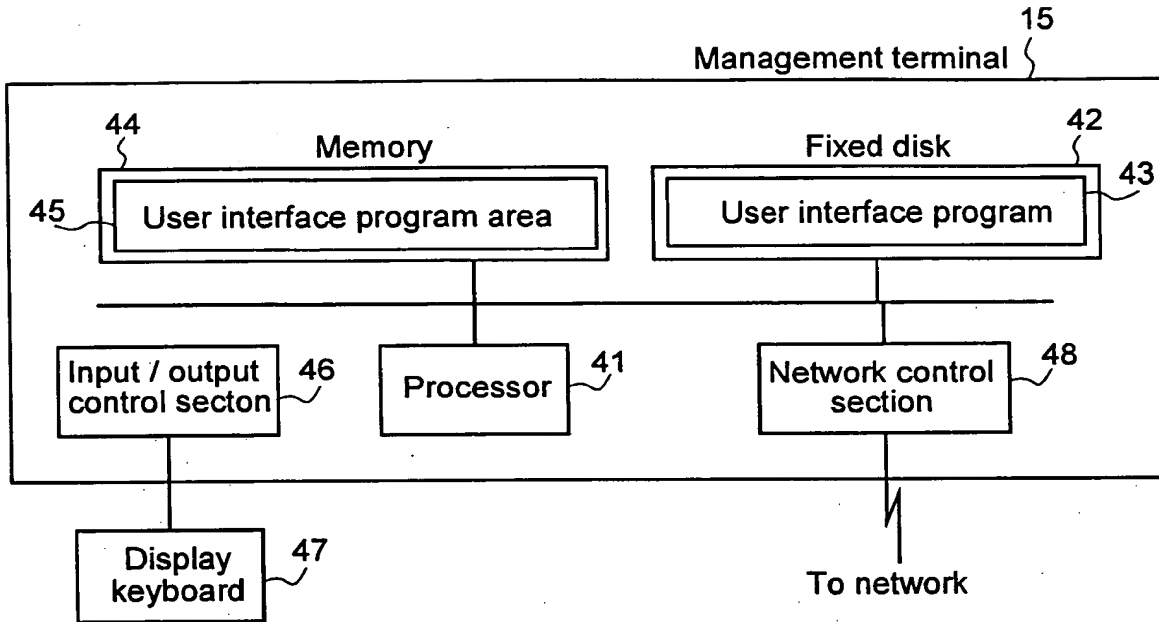 15
Management terminal
44
Memory
Fixed disk
42
45
User interface program area
User interface program
43
Input / output
control secton
46
Processor
41
Network control
section
48
Display
keyboard
47
To network